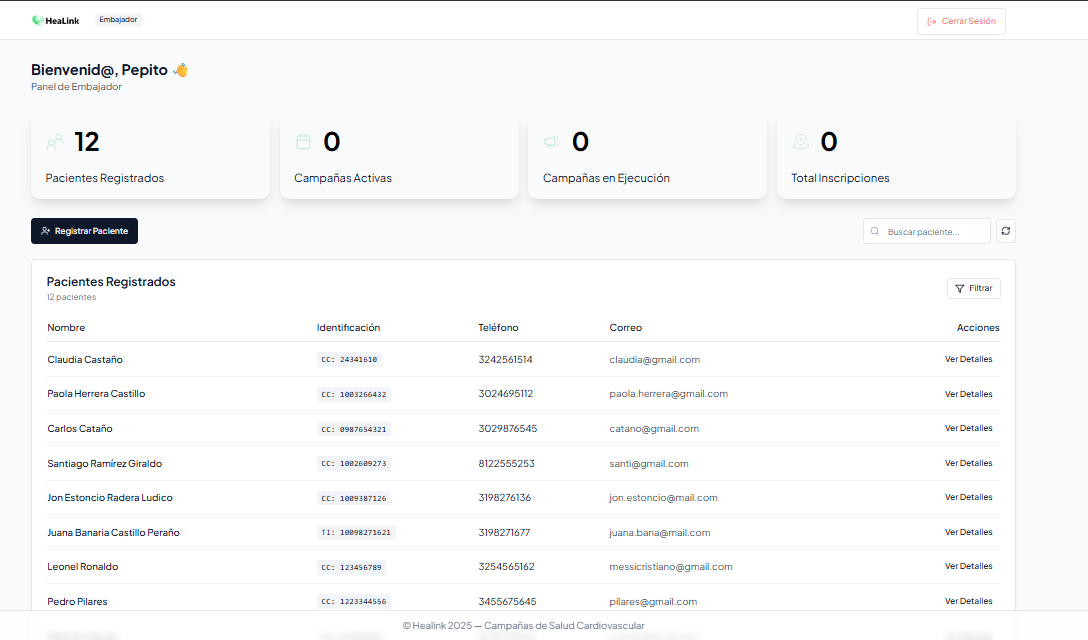 HeaLink Embajador Cerrar Sesión
Bienvenid@, Pepito 👋
Panel de Embajador
12 0 0 0
Pacientes Registrados Campañas Activas Campañas en Ejecución Total Inscripciones
Registrar Paciente Buscar paciente...
Pacientes Registrados
12 pacientes Filtrar
Nombre Identificación Teléfono Correo Acciones
Claudia Castaño CC: 24341610 3242561514 claudia@gmail.com Ver Detalles
Paola Herrera Castillo CC: 1003266432 3024695112 paola.herrera@gmail.com Ver Detalles
Carlos Cataño CC: 0987654321 3029876545 catano@gmail.com Ver Detalles
Santiago Ramírez Giraldo CC: 1002609273 8122555253 santi@gmail.com Ver Detalles
Jon Estoncio Radera Ludico CC: 1009387126 3198276136 jon.estoncio@mail.com Ver Detalles
Juana Banaria Castillo Peraño TI: 10098271621 3198271677 juana.bana@mail.com Ver Detalles
Leonel Ronaldo CC: 123456789 3254565162 messicristiano@gmail.com Ver Detalles
Pedro Pilares CC: 1223344556 3455675645 pilares@gmail.com Ver Detalles
© Healink 2025 — Campañas de Salud Cardiovascular